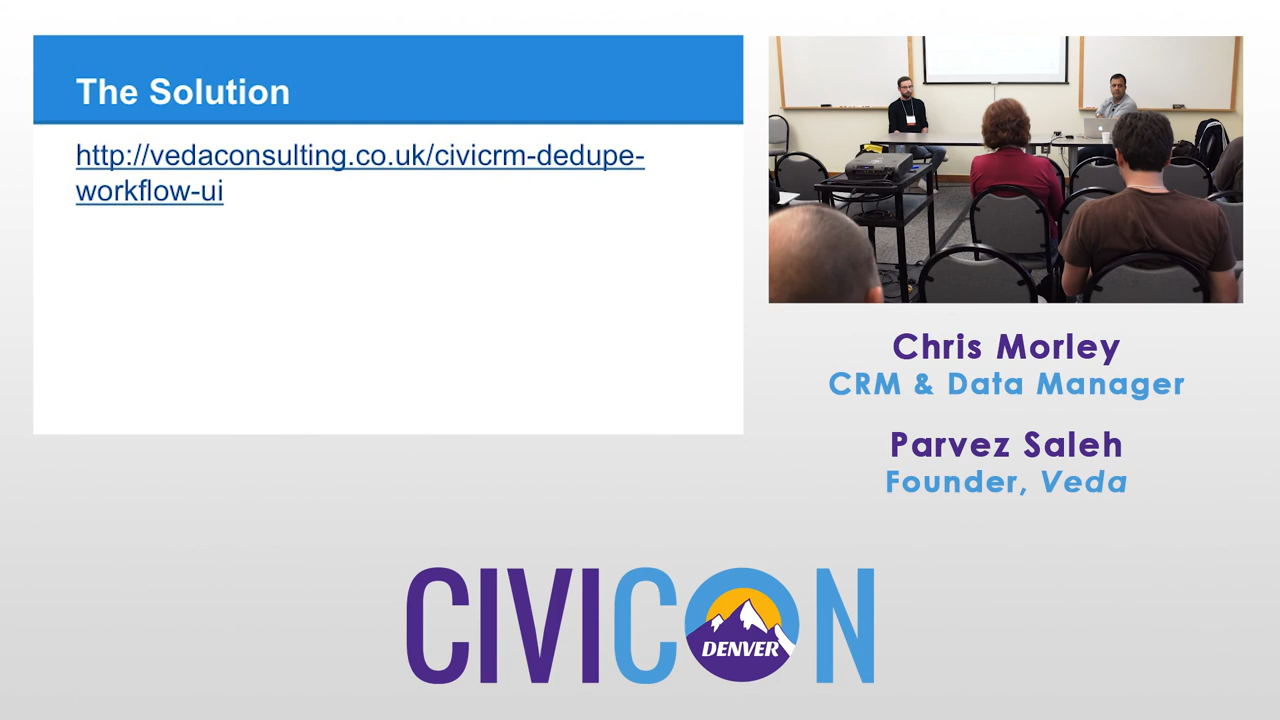 The Solution
http://vedaconsulting.co.uk/civicrm-dedupe-
workflow-ui
Chris Morley
CRM & Data Manager
Parvez Saleh
Founder, Veda
CIVICON
DENVER